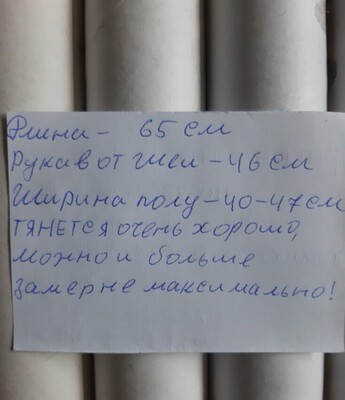 Длина - 65 см
Рукав от шеи - 46 см
Ширина полу - 40-47 см
ТЯНЕТСЯ очень хорошо,
можно и больше
замер не максимально!